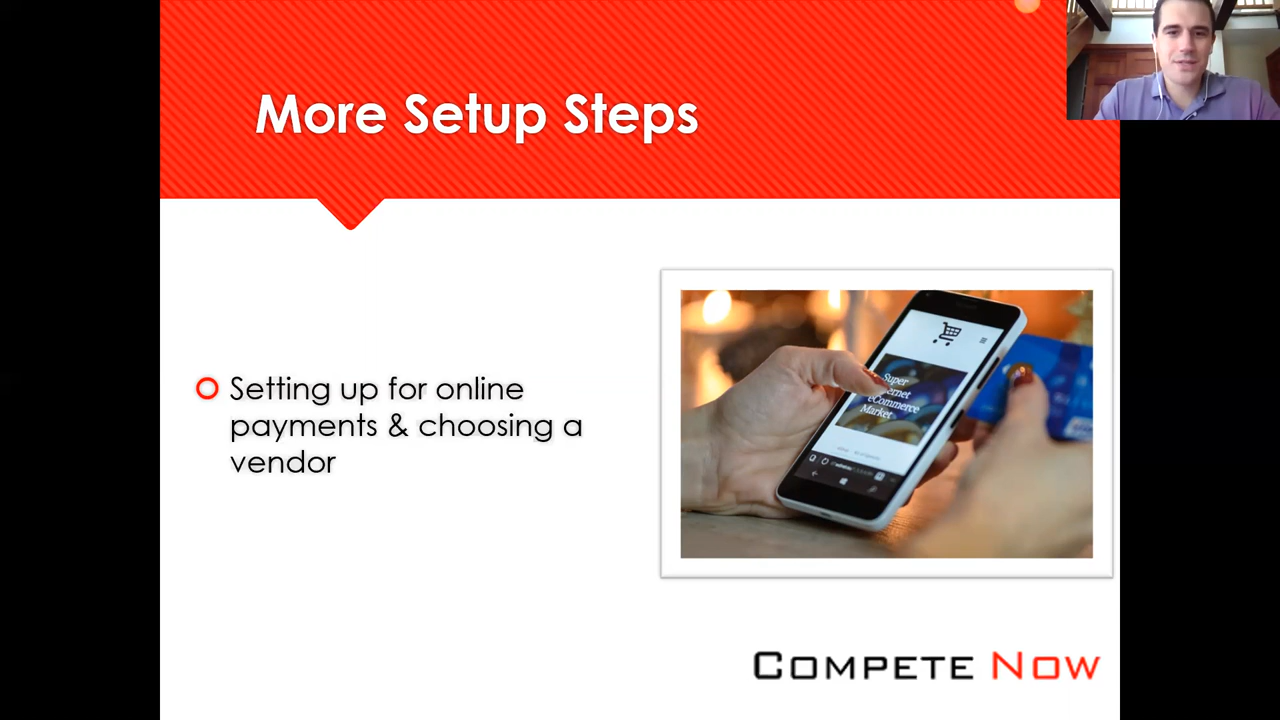 More Setup Steps
Setting up for online
payments & choosing a
vendor
Super
eCommerce
Market
COMPETE NOW